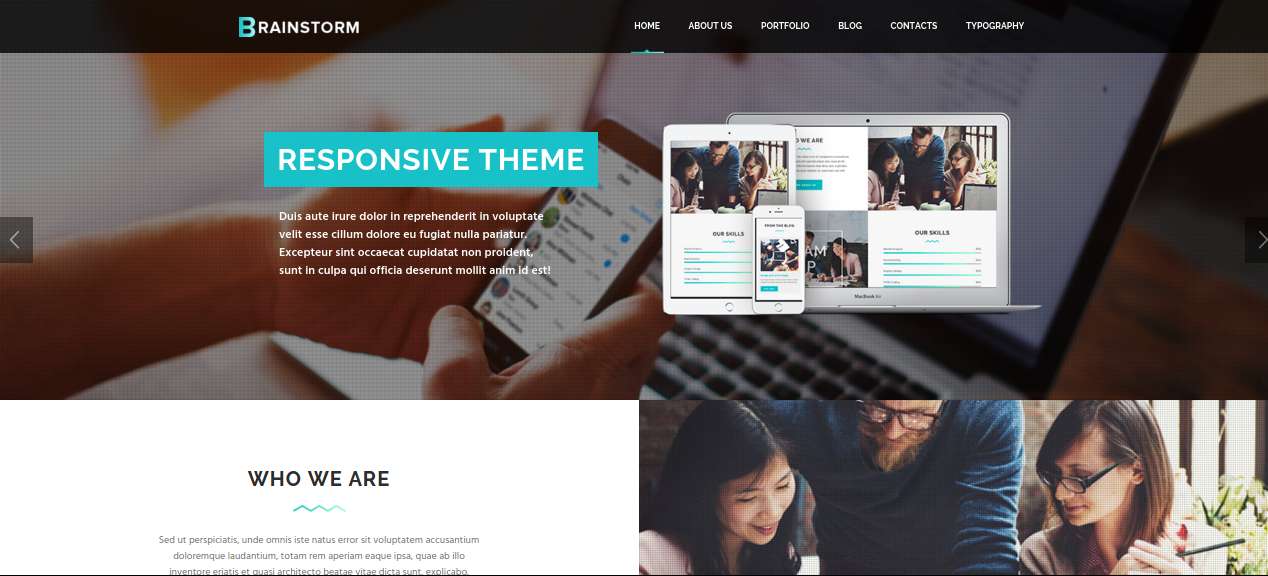 BRAINSTORM
HOME ABOUT US PORTFOLIO BLOG CONTACTS TYPOGRAPHY
RESPONSIVE THEME
Duis aute irure dolor in reprehenderit in voluptate
velit esse cillum dolore eu fugiat nulla pariatur.
Excepteur sint occaecat cupidatat non proident,
sunt in culpa qui officia deserunt mollit anim id est!
O WE ARE
OUR SKILLS
OUR SKILLS
FROM THE BLOG
AM
MacBook Air
WHO WE ARE
Sed ut perspiciatis, unde omnis iste natus error sit voluptatem accusantium
doloremque laudantium, totam rem aperiam eaque ipsa, quae ab illo
inventore eriatis et quasi architecto beatae vitae dicta sunt, explicabo.